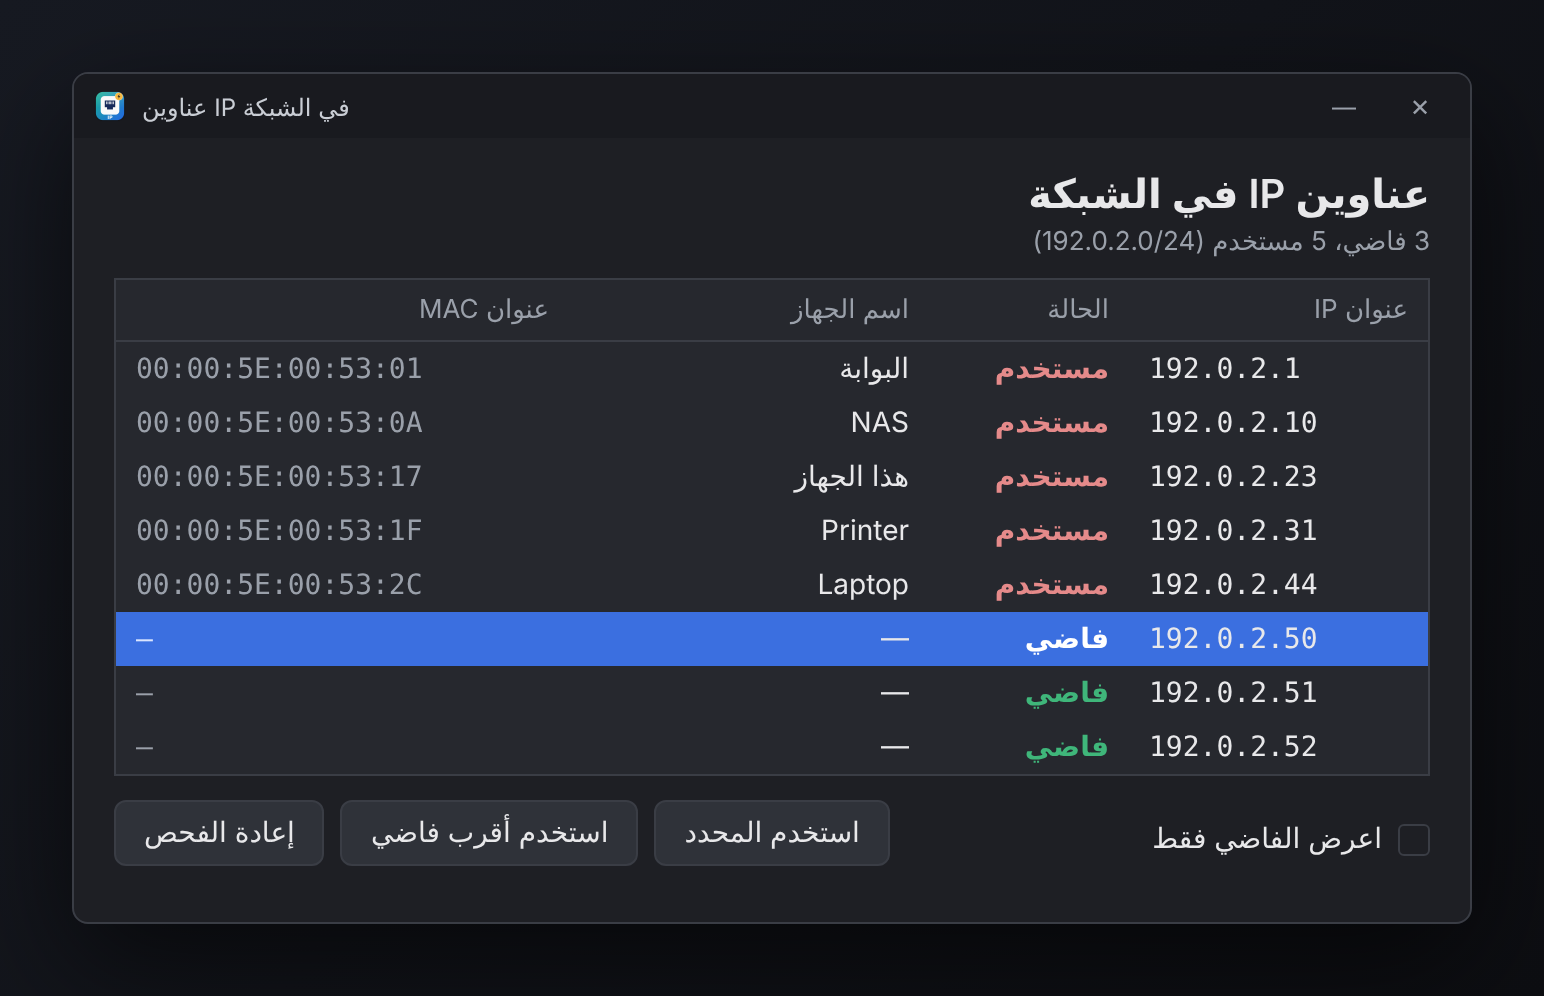 في الشبكة IP عناوين
عناوين IP في الشبكة
3 فاضي، 5 مستخدم (192.0.2.0/24)
عنوان IP الحالة اسم الجهاز عنوان MAC
192.0.2.1 مستخدم البوابة 00:00:5E:00:53:01
192.0.2.10 مستخدم NAS 00:00:5E:00:53:0A
192.0.2.23 مستخدم هذا الجهاز 00:00:5E:00:53:17
192.0.2.31 مستخدم Printer 00:00:5E:00:53:1F
192.0.2.44 مستخدم Laptop 00:00:5E:00:53:2C
192.0.2.50 فاضي — —
192.0.2.51 فاضي — —
192.0.2.52 فاضي — —
اعرض الفاضي فقط استخدم المحدد استخدم أقرب فاضي إعادة الفحص